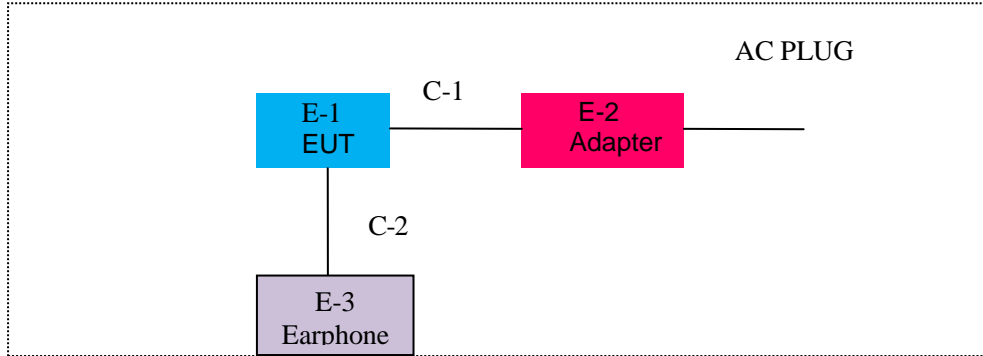 AC PLUG
C-1
E-1
EUT
E-2
Adapter
C-2
E-3
Earphone